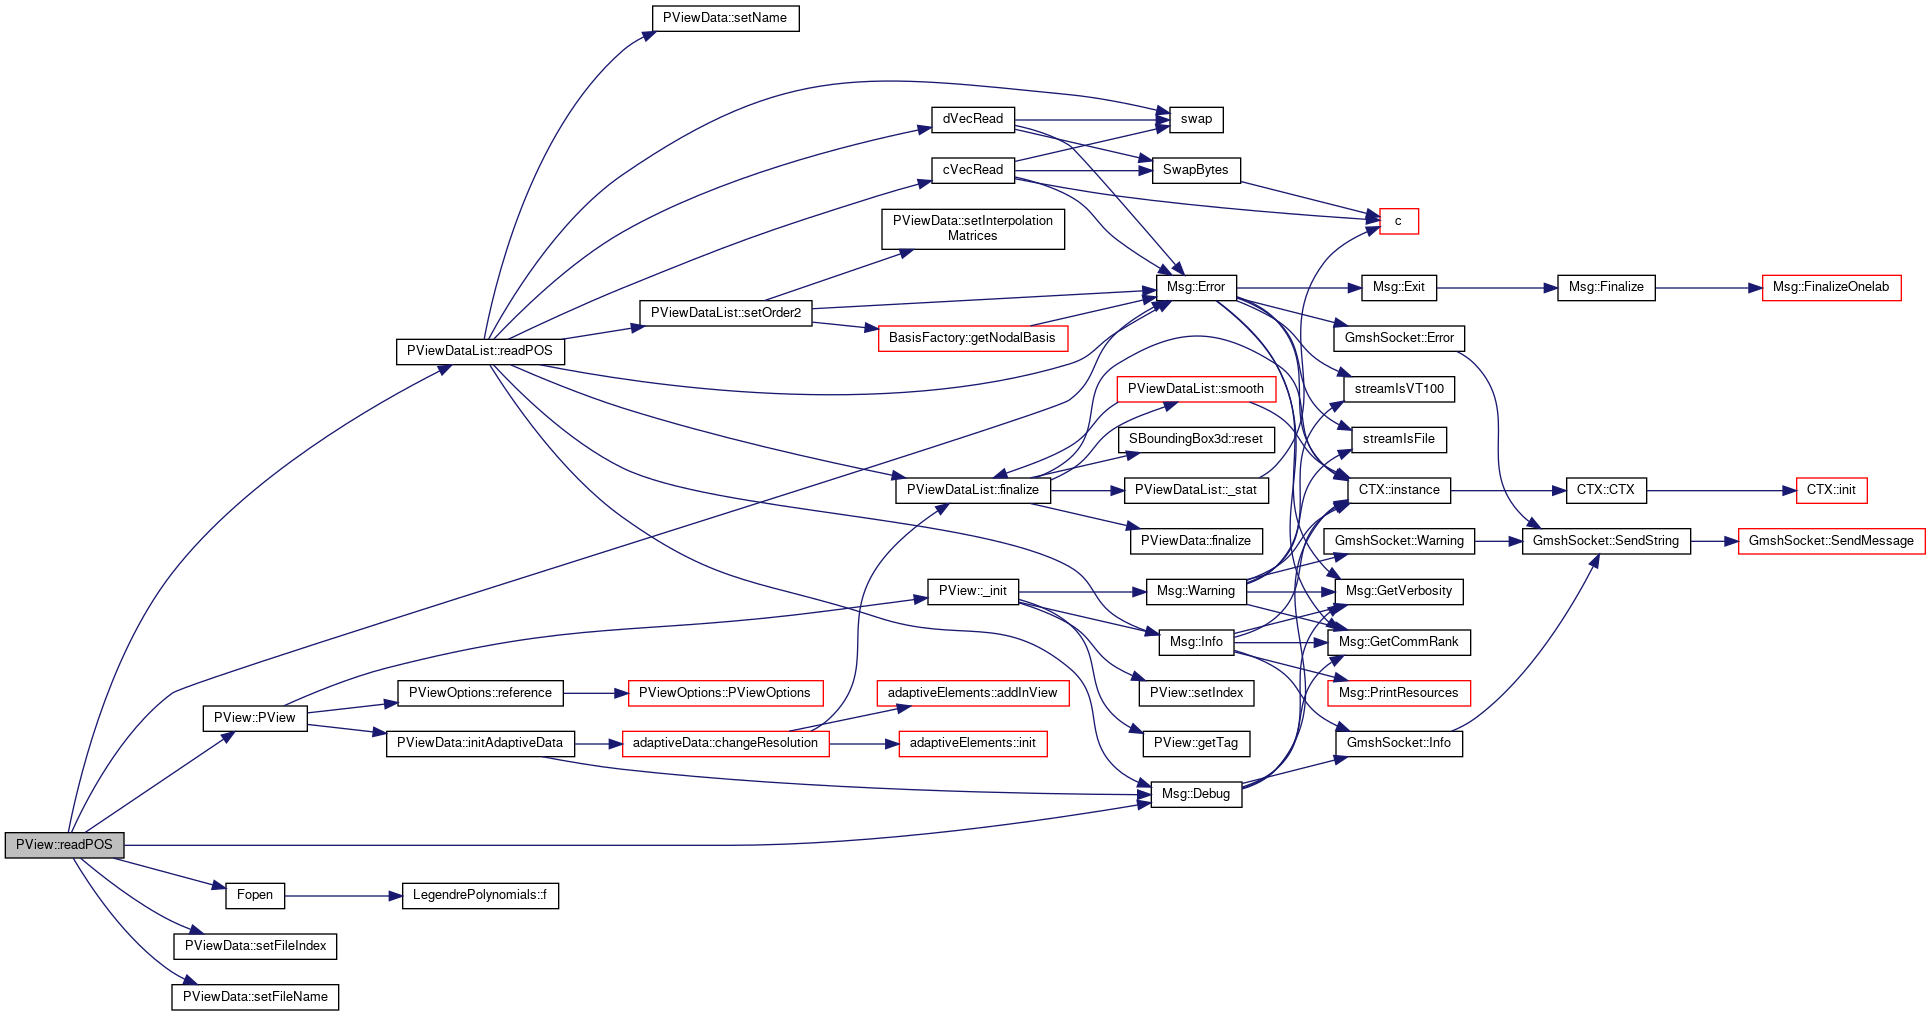 PViewData::setName
swap
dVecRead
cVecRead
SwapBytes
PViewData::setInterpolation
Matrices
c
Msg::Error
Msg::Exit
Msg::Finalize
Msg::FinalizeOnelab
PViewDataList::setOrder2
BasisFactory::getNodalBasis
GmshSocket::Error
PViewDataList::readPOS
PViewDataList::smooth
streamIsVT100
SBoundingBox3d::reset
streamIsFile
PViewDataList::finalize
PViewDataList::_stat
CTX::instance
CTX::CTX
CTX::init
PViewData::finalize
GmshSocket::Warning
GmshSocket::SendString
GmshSocket::SendMessage
PView::_init
Msg::Warning
Msg::GetVerbosity
Msg::Info
Msg::GetCommRank
PViewOptions::reference
PViewOptions::PViewOptions
adaptiveElements::addInView
PView::setIndex
Msg::PrintResources
PView::PView
PViewData::initAdaptiveData
adaptiveData::changeResolution
adaptiveElements::init
PView::getTag
GmshSocket::Info
Msg::Debug
PView::readPOS
Fopen
LegendrePolynomials::f
PViewData::setFileIndex
PViewData::setFileName